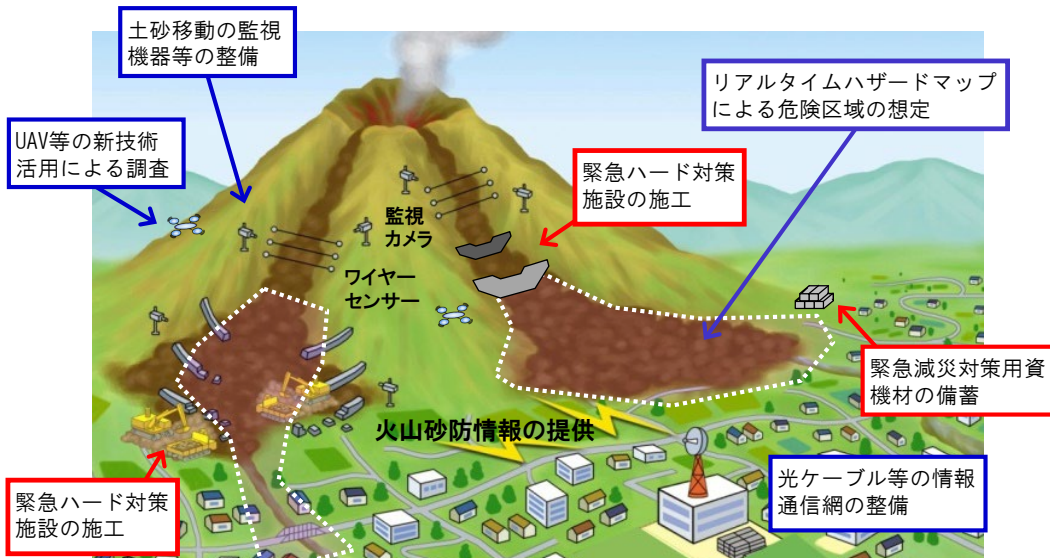 土砂移動の監視
機器等の整備
リアルタイムハザードマップ
による危険区域の想定
UAV等の新技術
活用による調査
緊急ハード対策
施設の施工
監視
カメラ
ワイヤー
センサー
緊急減災対策用資
機材の備蓄
火山砂防情報の提供
光ケーブル等の情報
通信網の整備
緊急ハード対策
施設の施工